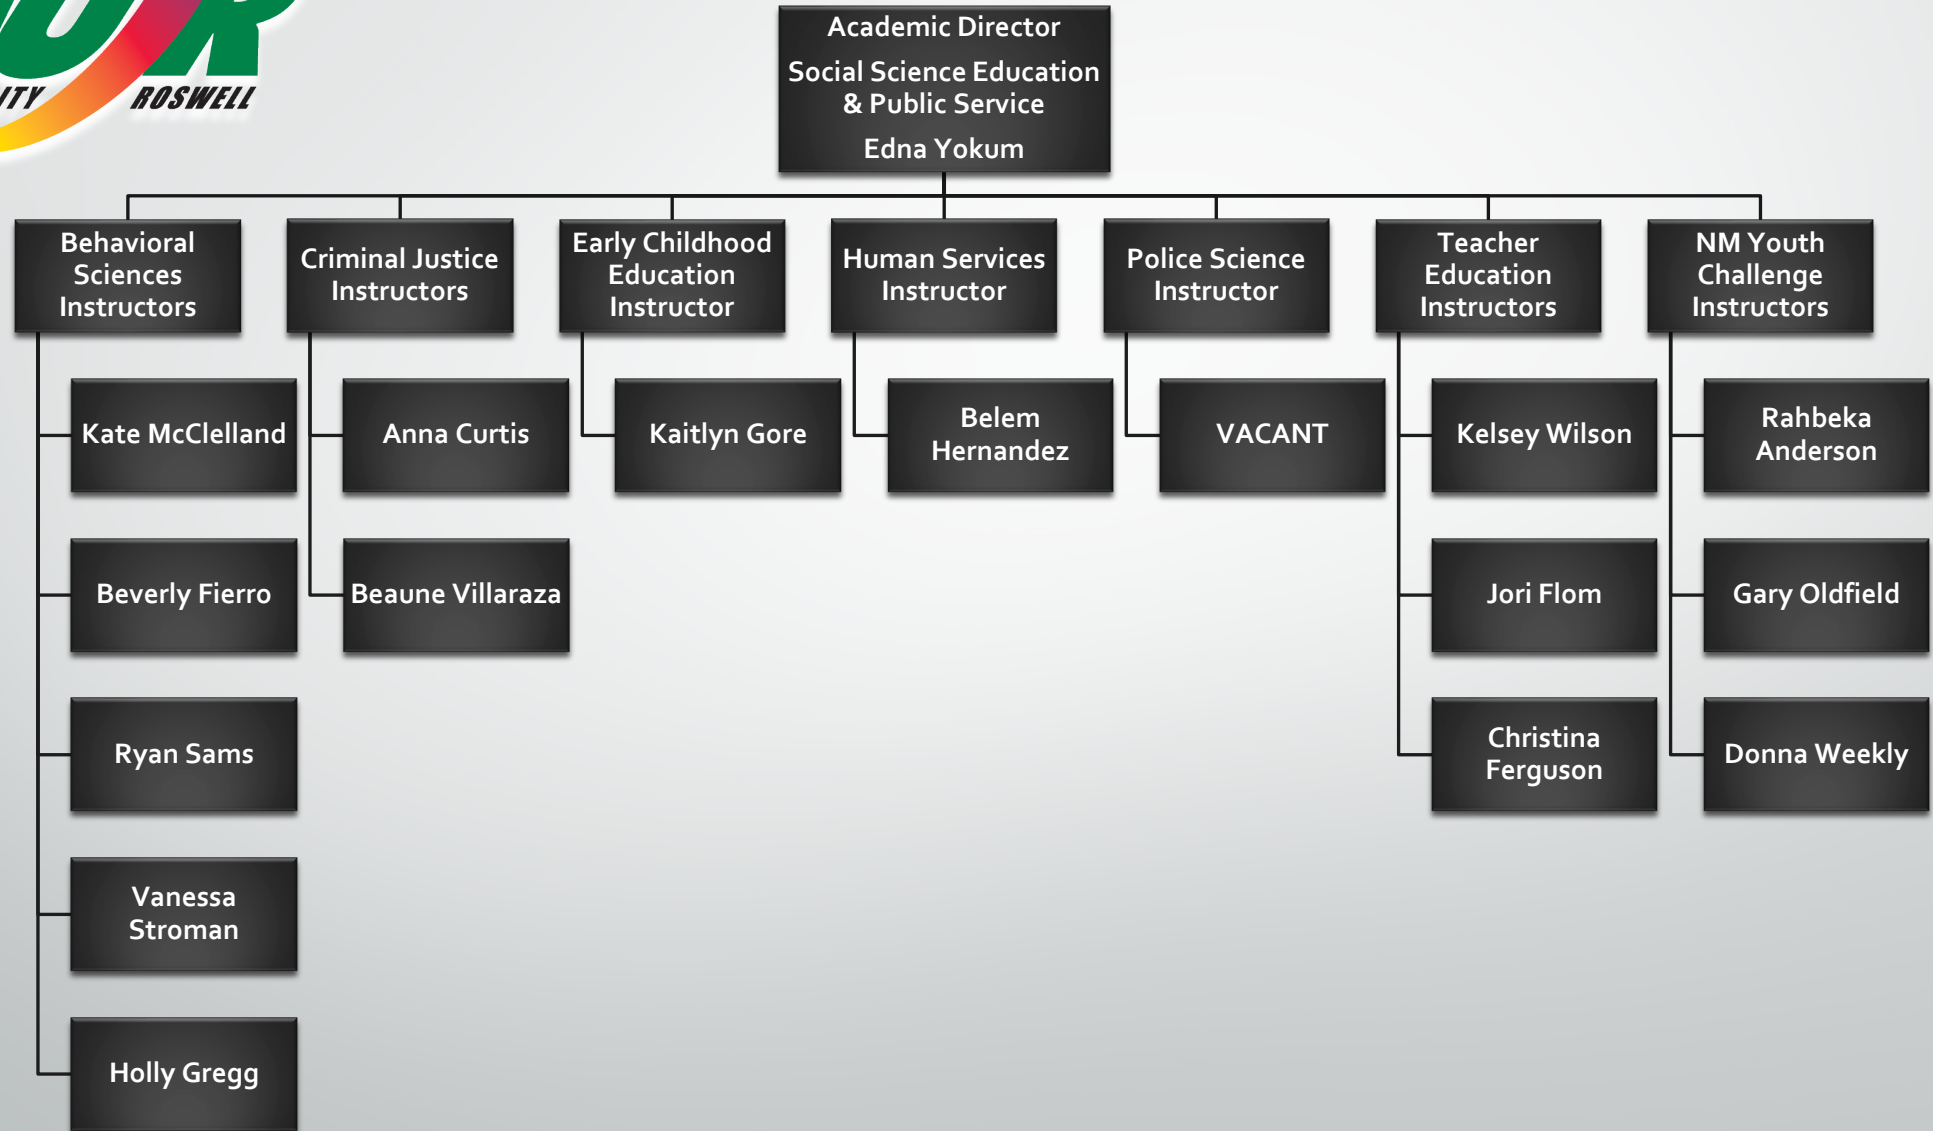 ROSWELL
Academic Director
Social Science Education
& Public Service
Edna Yokum
Behavioral
Sciences
Instructors
Criminal Justice
Instructors
Early Childhood
Education
Instructor
Human Services
Instructor
Police Science
Instructor
Teacher
Education
Instructors
NM Youth
Challenge
Instructors
Kate McClelland
Anna Curtis
Kaitlyn Gore
Belem
Hernandez
VACANT
Kelsey Wilson
Rahbeka
Anderson
Beverly Fierro
Beaune Villaraza
Jori Flom
Gary Oldfield
Ryan Sams
Christina
Ferguson
Donna Weekly
Vanessa
Stroman
Holly Gregg